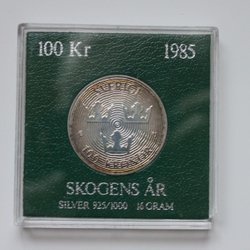 100 Kr 1985
SVERIGE
100 KRONOR
SKOGENS ÅR
SILVER 925/1000 16 GRAM